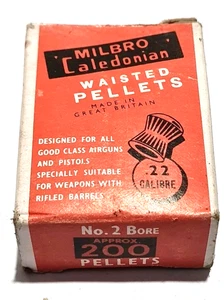 MILBRO
Caledonian
WAISTED
PELLETS
MADE IN
GREAT BRITAIN
DESIGNED FOR ALL
GOOD CLASS AIRGUNS
AND PISTOLS
SPECIALLY SUITABLE
FOR WEAPONS WITH
RIFLED BARRELS
.22
CALIBRE
No. 2 BORE
APPROX
200
PELLETS